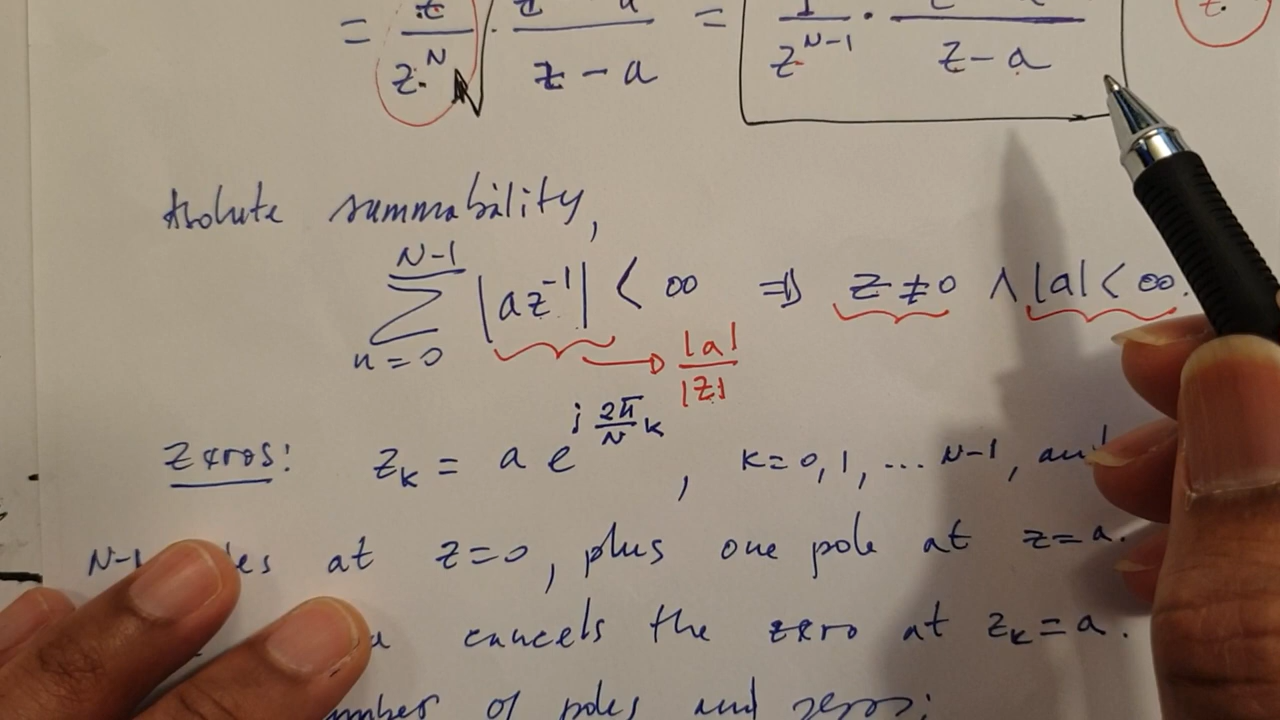 = z/z^N · / z - a = 1/z^(N-1) · / z - a
z.
Absolute summability,
N-1 ∑ n=0 |az^-1| < ∞ ⇒ z ≠ 0 ∧ |a| < ∞.
|a|/|z|
Zeros: z_k = a e^(j 2π/N k), k=0,1,... N-1, and
N-1 at z=0, plus one pole at z=a.
cancels the zero at z_k=a.
of poles and zeros: